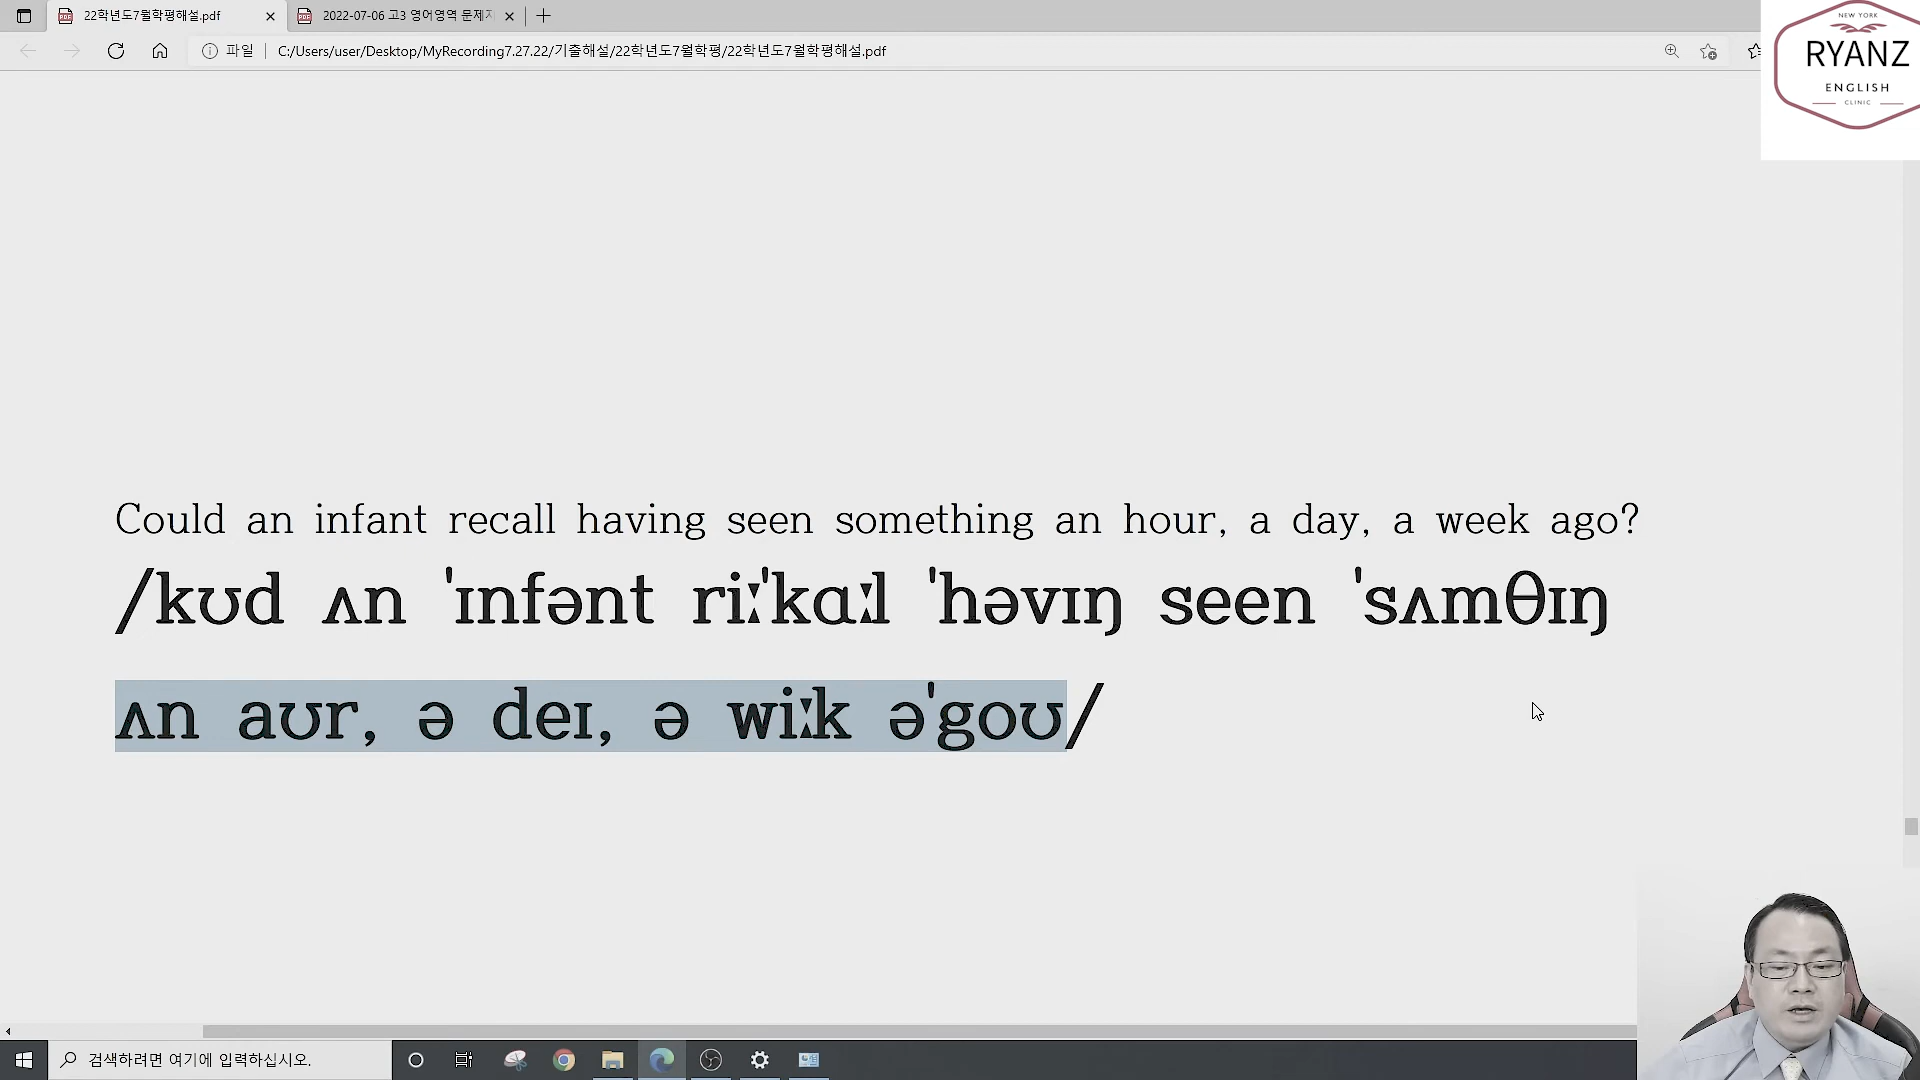 22학년도7월학평해설.pdf
2022-07-06 고3 영어영역 문제지
파일
C:/Users/user/Desktop/MyRecording7.27.22/기출해설/22학년도7월학평/22학년도7월학평해설.pdf
NEW YORK
RYANZ
ENGLISH
CLINIC
Could an infant recall having seen something an hour, a day, a week ago?
/kʊd ʌn ˈɪnfənt riːˈkɑːl ˈhəvɪŋ seen ˈsʌmθɪŋ
ʌn aʊr, ə deɪ, ə wiːk əˈgoʊ/
검색하려면 여기에 입력하십시오.